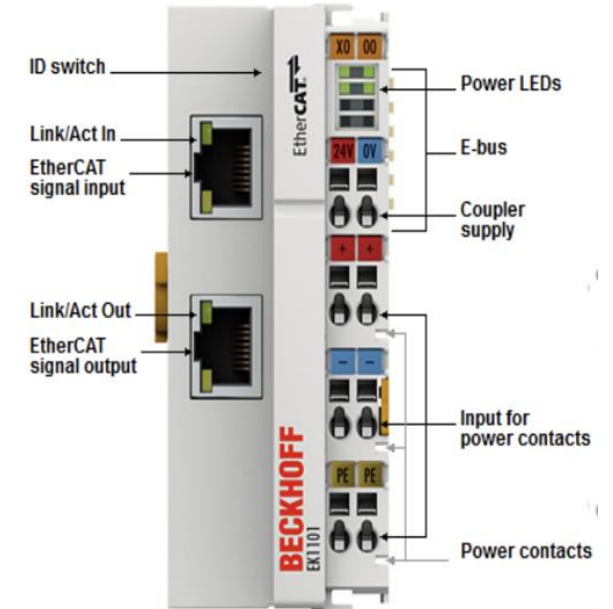 ID switch
Link/Act In
EtherCAT
signal input
Link/Act Out
EtherCAT
signal output
X0 00
EtherCAT
24V 0V
+ +
- -
PE PE
BECKHOFF
EK1101
Power LEDs
E-bus
Coupler
supply
Input for
power contacts
Power contacts